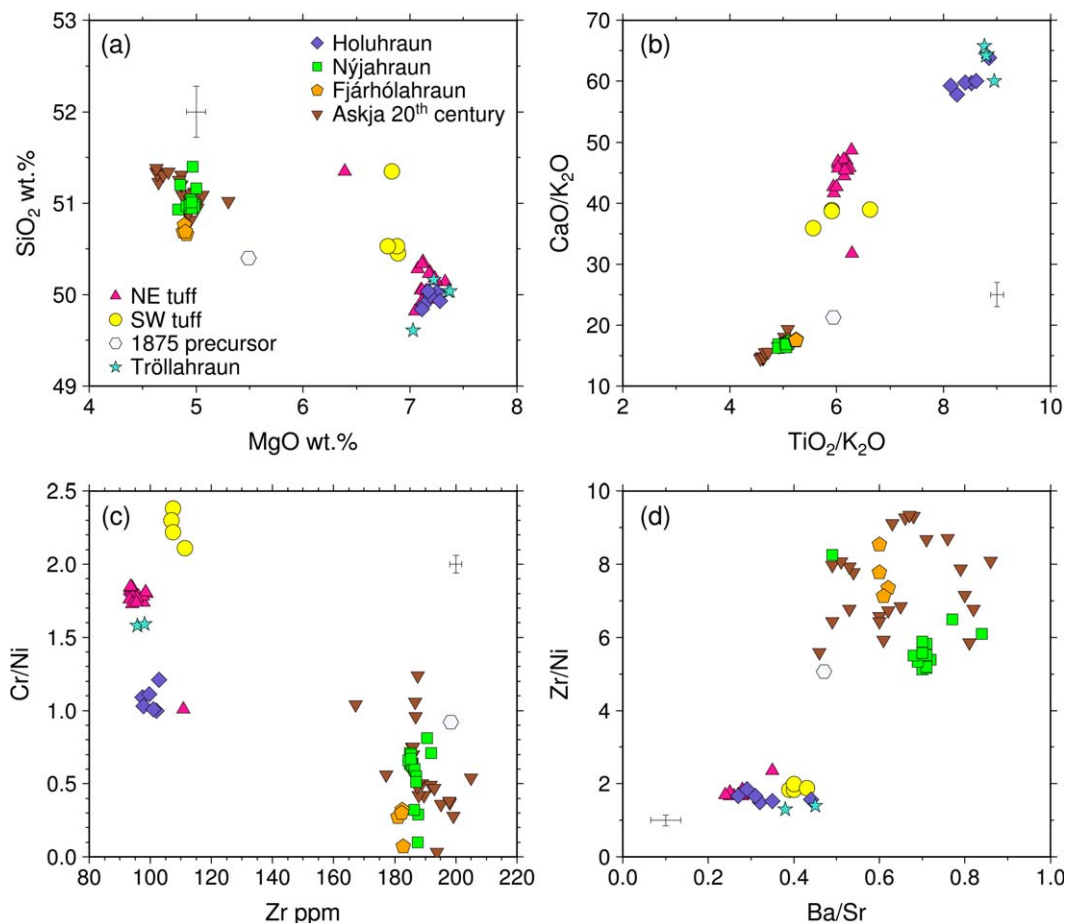 (a)
Holuhraun
Nýjahraun
Fjárhólahraun
Askja 20th century
NE tuff
SW tuff
1875 precursor
Tröllahraun
53
52
51
50
49
SiO2 wt.%
4 5 6 7 8
MgO wt.%
(b)
70
60
50
40
30
20
10
CaO/K2O
2 4 6 8 10
TiO2/K2O
(c)
2.5
2.0
1.5
1.0
0.5
0.0
Cr/Ni
80 100 120 140 160 180 200 220
Zr ppm
(d)
10
8
6
4
2
0
Zr/Ni
0.0 0.2 0.4 0.6 0.8 1.0
Ba/Sr